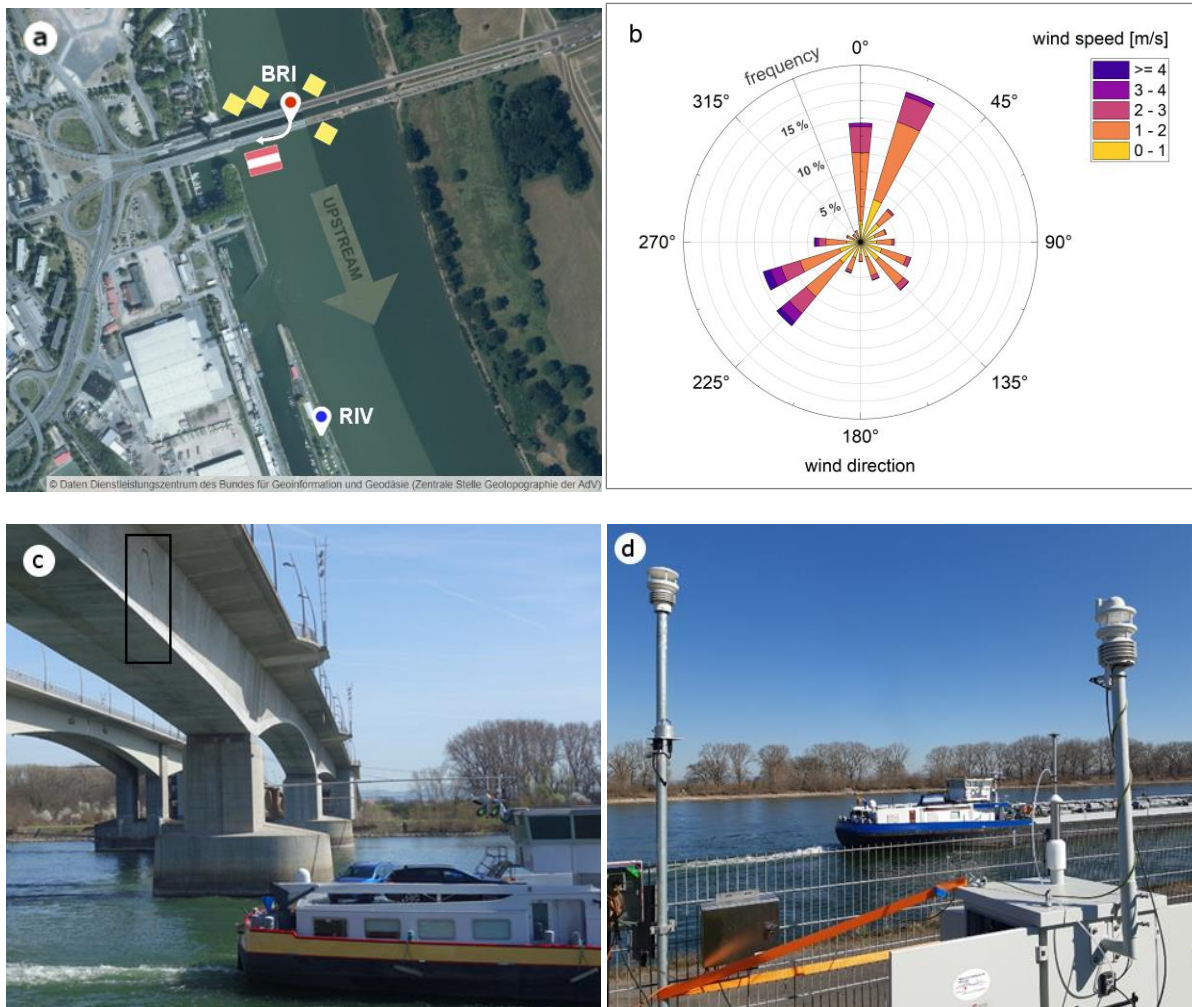 a
BRI
UPSTREAM
RIV
© Daten Dienstleistungszentrum des Bundes für Geoinformation und Geodäsie (Zentrale Stelle Geotopographie der AdV)
b
wind speed [m/s]
>= 4
3 - 4
2 - 3
1 - 2
0 - 1
frequency
15 %
10 %
5 %
0°
45°
90°
135°
180°
225°
270°
315°
wind direction
c
d